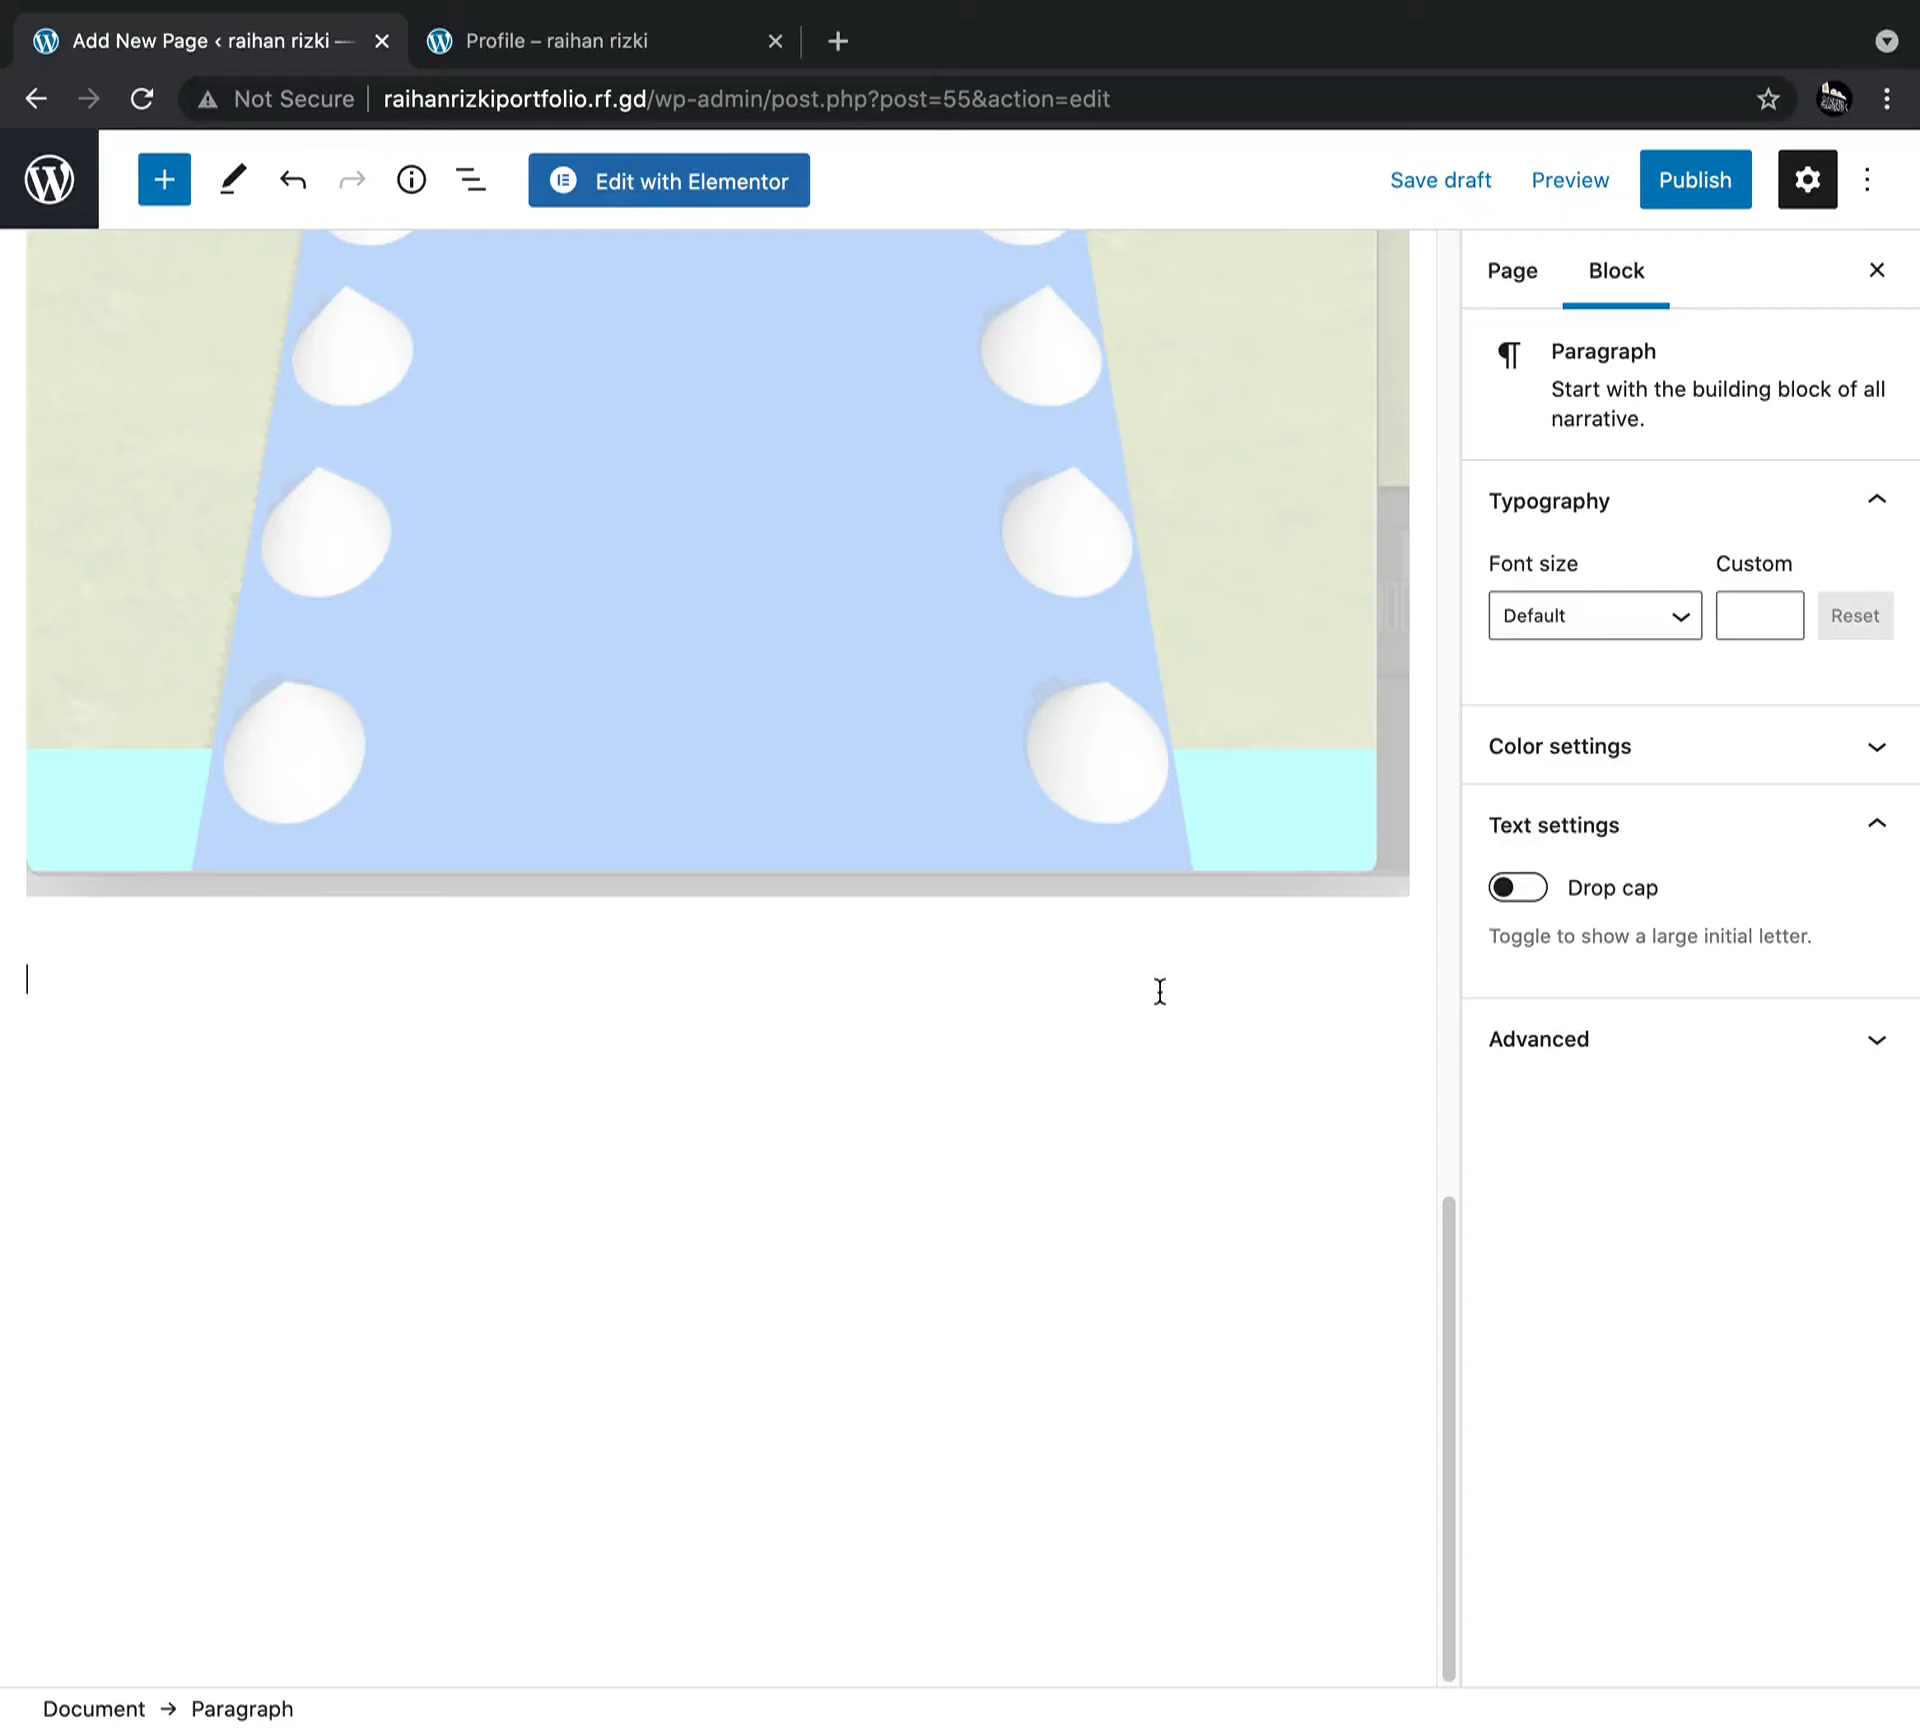 Add New Page ‹ raihan rizki —
Profile – raihan rizki
Not Secure
raihanrizkiportfolio.rf.gd/wp-admin/post.php?post=55&action=edit
Edit with Elementor
Save draft
Preview
Publish
Page
Block
Paragraph
Start with the building block of all
narrative.
Typography
Font size
Custom
Default
Reset
Color settings
Text settings
Drop cap
Toggle to show a large initial letter.
Advanced
Document → Paragraph